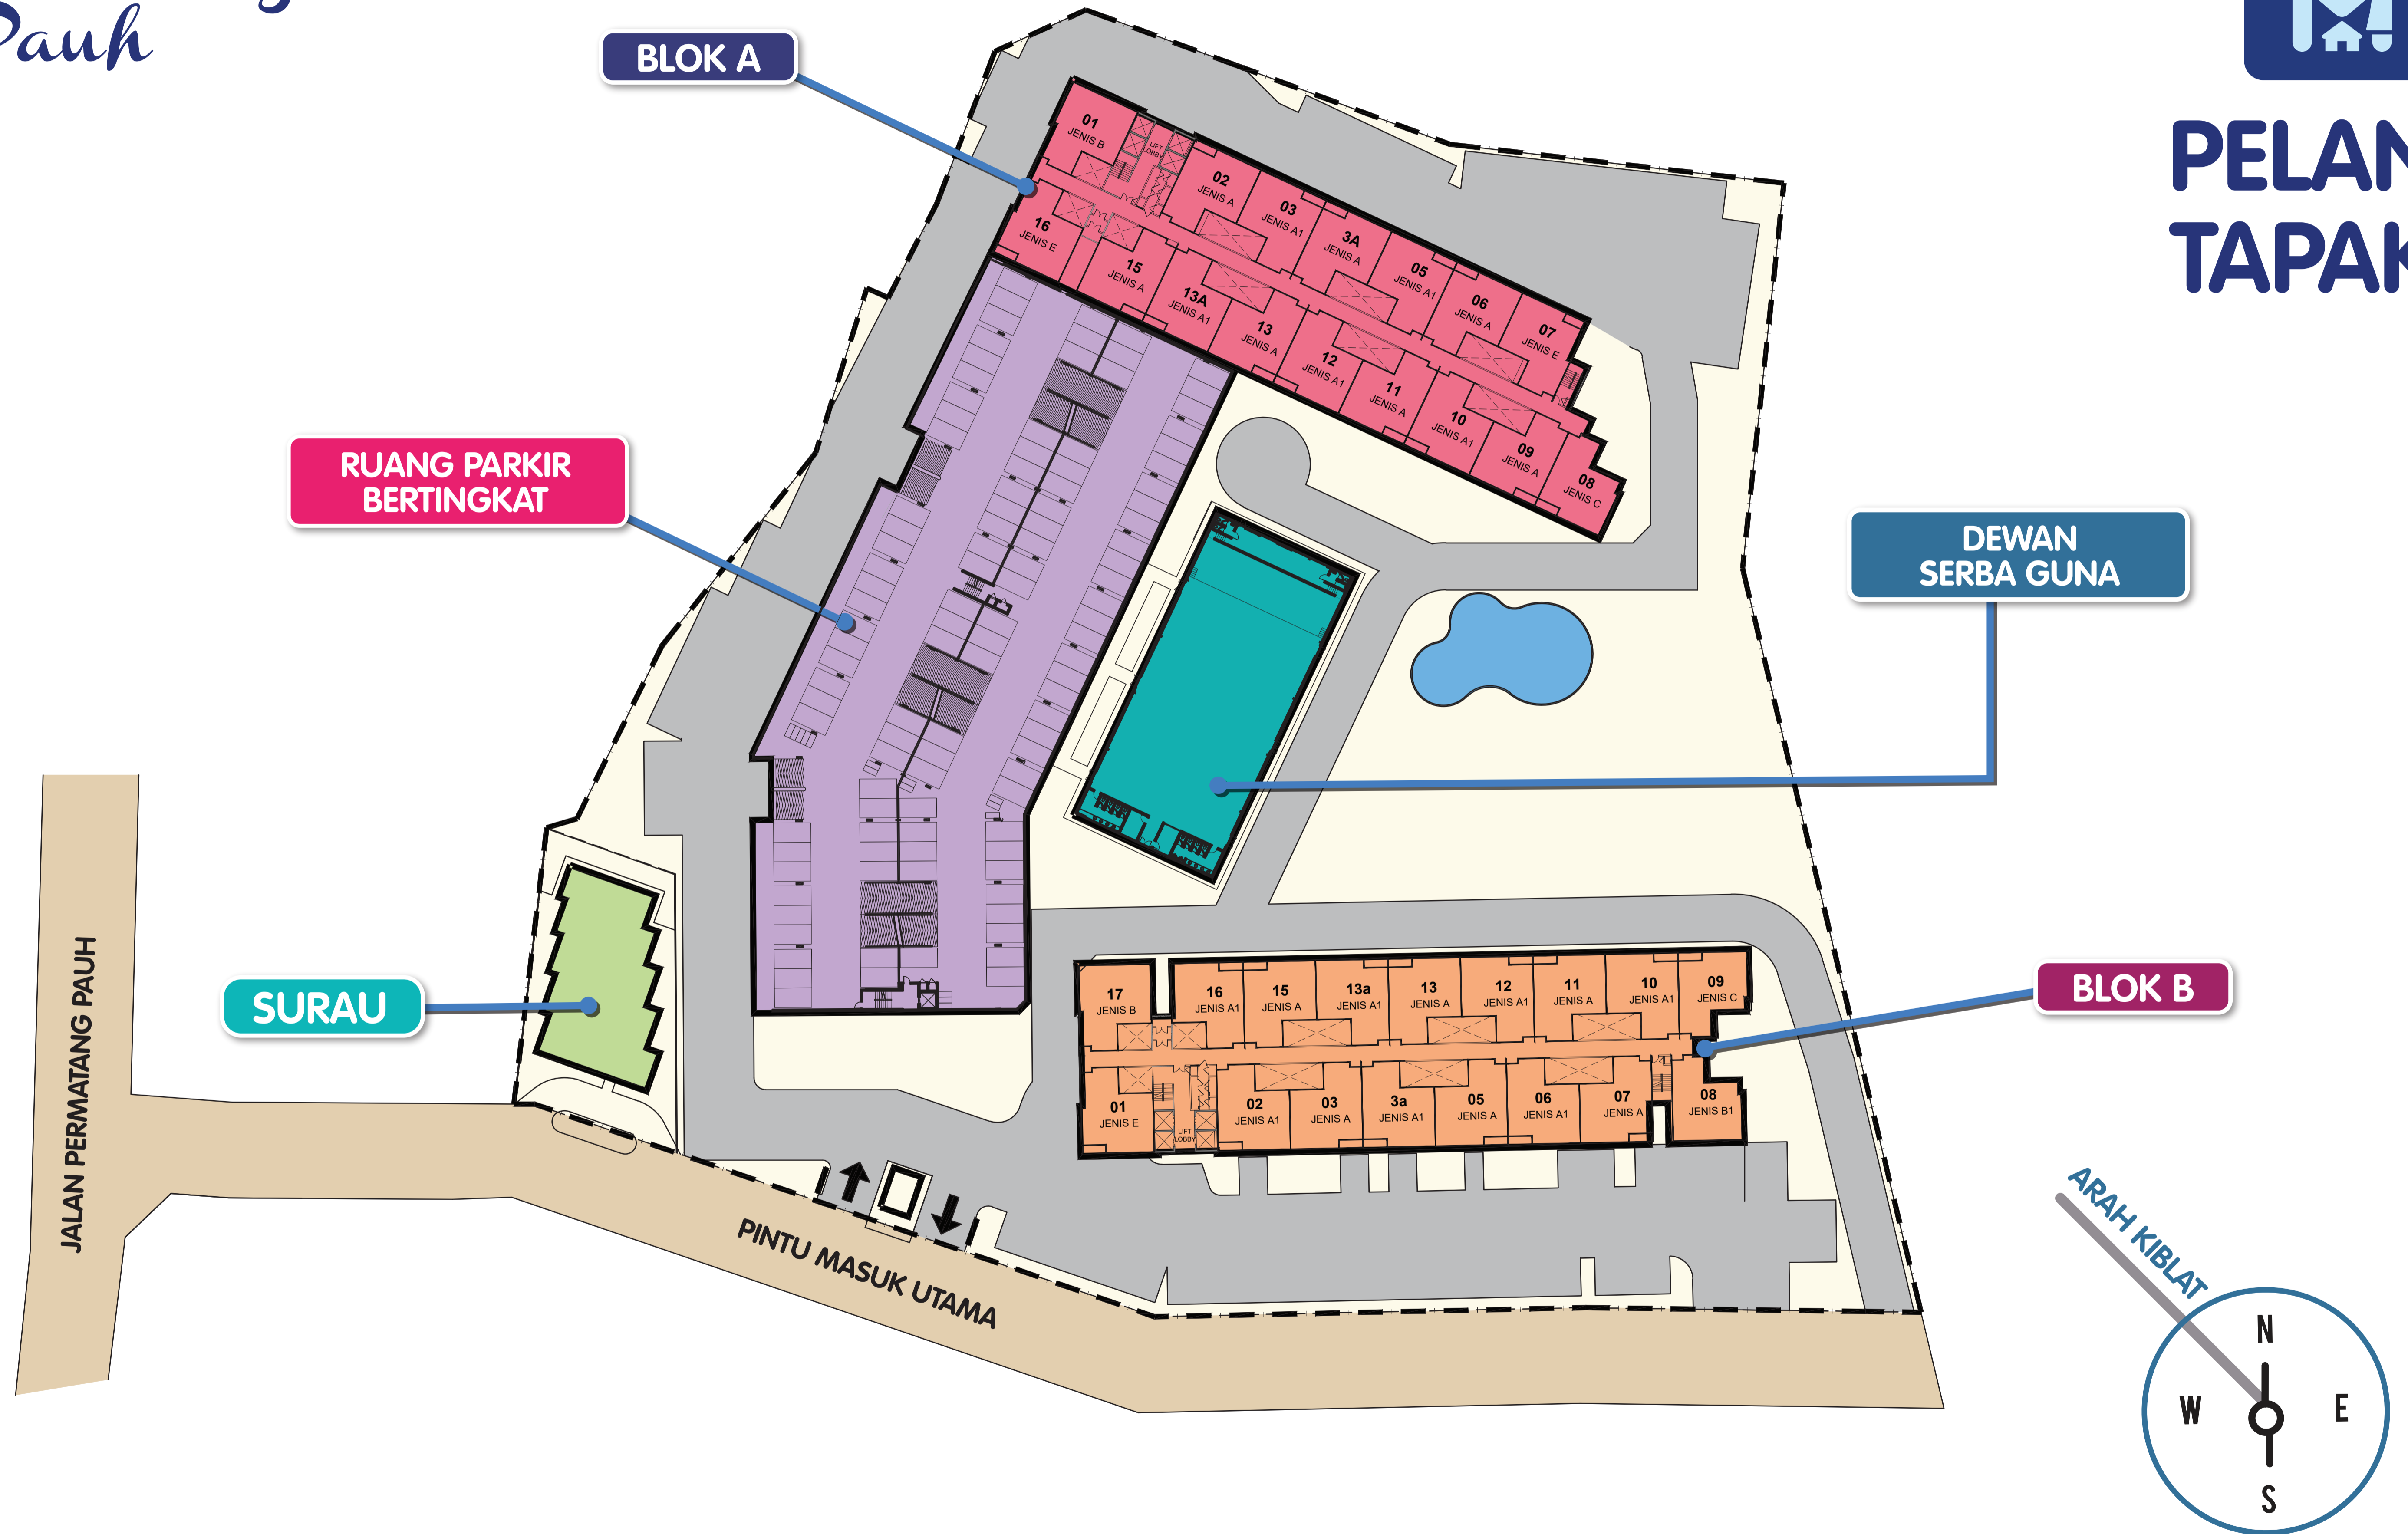 Pauh
PELAN
TAPAK
BLOK A
RUANG PARKIR
BERTINGKAT
DEWAN
SERBA GUNA
SURAU
BLOK B
JALAN PERMATANG PAUH
PINTU MASUK UTAMA
ARAH KIBLAT
N
W
E
S
01
JENIS B
LIFT
LOBBY
02
JENIS A
03
JENIS A1
3A
JENIS A
05
JENIS A1
06
JENIS A
07
JENIS E
16
JENIS E
15
JENIS A
13A
JENIS A1
13
JENIS A
12
JENIS A1
11
JENIS A
10
JENIS A1
09
JENIS A
08
JENIS C
17
JENIS B
16
JENIS A1
15
JENIS A
13a
JENIS A1
13
JENIS A
12
JENIS A1
11
JENIS A
10
JENIS A1
09
JENIS C
01
JENIS E
LIFT
LOBBY
02
JENIS A1
03
JENIS A
3a
JENIS A1
05
JENIS A
06
JENIS A1
07
JENIS A
08
JENIS B1